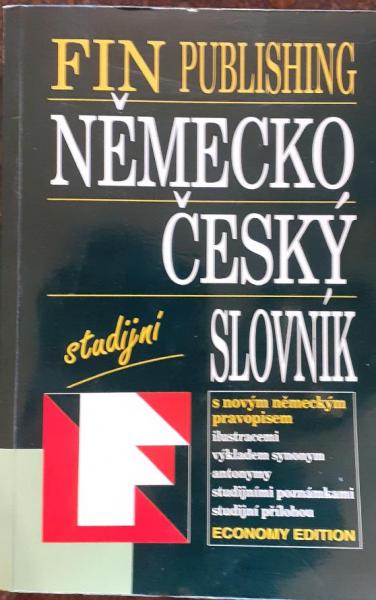 FIN PUBLISHING
NĚMECKO
ČESKÝ
studijní
SLOVNÍK
s novým německým
pravopisem
ilustracemi
výkladem synonym
antonymy
studijními poznámkami
studijní přílohou
ECONOMY EDITION